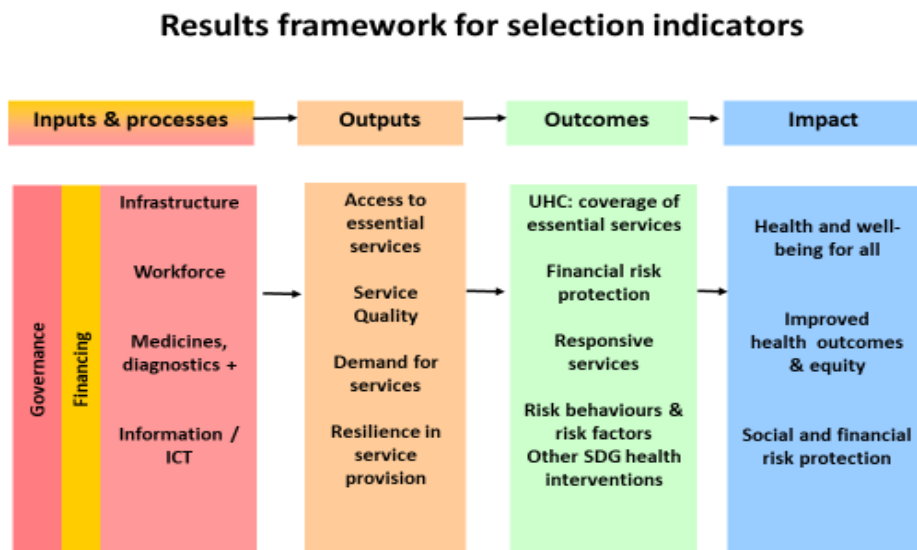 Results framework for selection indicators
Inputs & processes
Outputs
Outcomes
Impact
Governance
Financing
Infrastructure
Workforce
Medicines,
diagnostics +
Information /
ICT
Access to
essential
services
Service
Quality
Demand for
services
Resilience in
service
provision
UHC: coverage of
essential services
Financial risk
protection
Responsive
services
Risk behaviours &
risk factors
Other SDG health
interventions
Health and well-
being for all
Improved
health outcomes
& equity
Social and financial
risk protection